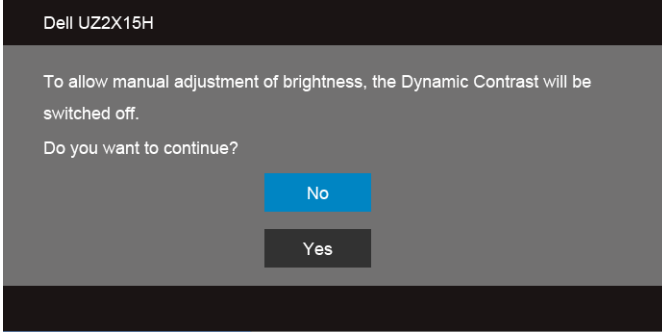 Dell UZ2X15H
To allow manual adjustment of brightness, the Dynamic Contrast will be
switched off.
Do you want to continue?
No
Yes